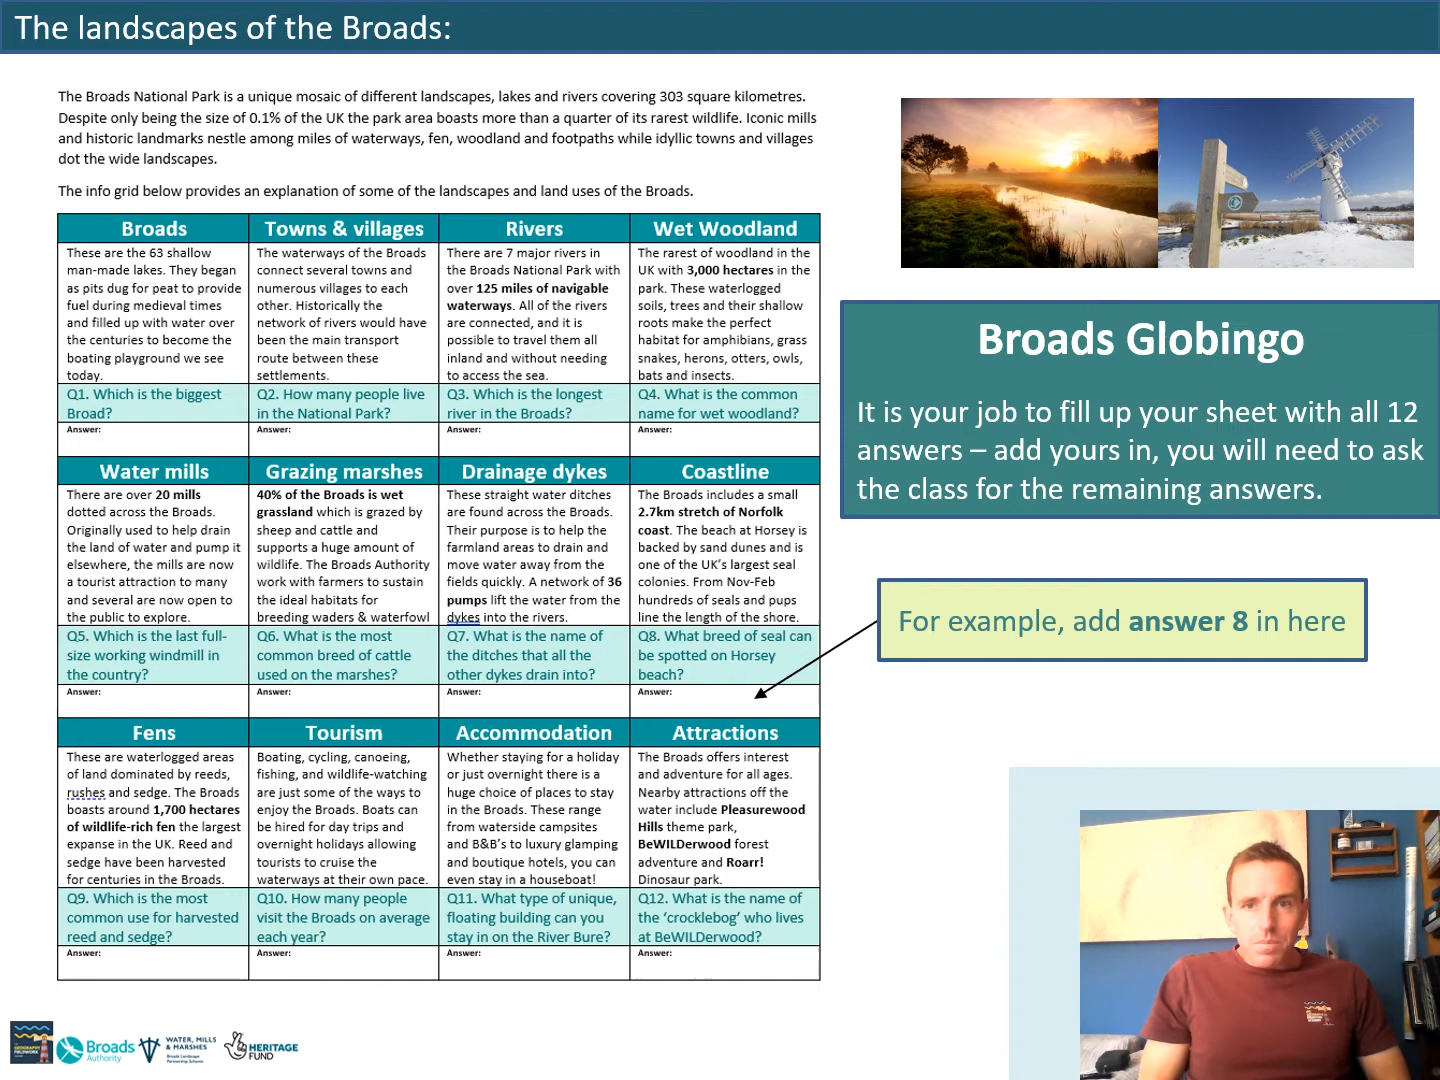 The landscapes of the Broads:
The Broads National Park is a unique mosaic of different landscapes, lakes and rivers covering 303 square kilometres.
Despite only being the size of 0.1% of the UK the park area boasts more than a quarter of its rarest wildlife. Iconic mills
and historic landmarks nestle among miles of waterways, fen, woodland and footpaths while idyllic towns and villages
dot the wide landscapes.
The info grid below provides an explanation of some of the landscapes and land uses of the Broads.
Broads
These are the 63 shallow
man-made lakes. They began
as pits dug for peat to provide
fuel during medieval times
and filled up with water over
the centuries to become the
boating playground we see
today.
Q1. Which is the biggest
Broad?
Answer:
Towns & villages
The waterways of the Broads
connect several towns and
numerous villages to each
other. Historically the
network of rivers would have
been the main transport
route between these
settlements.
Q2. How many people live
in the National Park?
Answer:
Rivers
There are 7 major rivers in
the Broads National Park with
over 125 miles of navigable
waterways. All of the rivers
are connected, and it is
possible to travel them all
inland and without needing
to access the sea.
Q3. Which is the longest
river in the Broads?
Answer:
Wet Woodland
The rarest of woodland in the
UK with 3,000 hectares in the
park. These waterlogged
soils, trees and their shallow
roots make the perfect
habitat for amphibians, grass
snakes, herons, otters, owls,
bats and insects.
Q4. What is the common
name for wet woodland?
Answer:
Water mills
There are over 20 mills
dotted across the Broads.
Originally used to help drain
the land of water and pump it
elsewhere, the mills are now
a tourist attraction to many
and several are now open to
the public to explore.
Q5. Which is the last full-
size working windmill in
the country?
Answer:
Grazing marshes
40% of the Broads is wet
grassland which is grazed by
sheep and cattle and
supports a huge amount of
wildlife. The Broads Authority
work with farmers to sustain
the ideal habitats for
breeding waders & waterfowl
Q6. What is the most
common breed of cattle
used on the marshes?
Answer:
Drainage dykes
These straight water ditches
are found across the Broads.
Their purpose is to help the
farmland areas to drain and
move water away from the
fields quickly. A network of 36
pumps lift the water from the
dykes into the rivers.
Q7. What is the name of
the ditches that all the
other dykes drain into?
Answer:
Coastline
The Broads includes a small
2.7km stretch of Norfolk
coast. The beach at Horsey is
backed by sand dunes and is
one of the UK's largest seal
colonies. From Nov-Feb
hundreds of seals and pups
line the length of the shore.
Q8. What breed of seal can
be spotted on Horsey
beach?
Answer:
Fens
These are waterlogged areas
of land dominated by reeds,
rushes and sedge. The Broads
boasts around 1,700 hectares
of wildlife-rich fen the largest
expanse in the UK. Reed and
sedge have been harvested
for centuries in the Broads.
Q9. Which is the most
common use for harvested
reed and sedge?
Answer:
Tourism
Boating, cycling, canoeing,
fishing, and wildlife-watching
are just some of the ways to
enjoy the Broads. Boats can
be hired for day trips and
overnight holidays allowing
tourists to cruise the
waterways at their own pace.
Q10. How many people
visit the Broads on average
each year?
Answer:
Accommodation
Whether staying for a holiday
or just overnight there is a
huge choice of places to stay
in the Broads. These range
from waterside campsites
and B&B's to luxury glamping
and boutique hotels, you can
even stay in a houseboat!
Q11. What type of unique,
floating building can you
stay in on the River Bure?
Answer:
Attractions
The Broads offers interest
and adventure for all ages.
Nearby attractions off the
water include Pleasurewood
Hills theme park,
BeWILDerwood forest
adventure and Roarr!
Dinosaur park.
Q12. What is the name of
the 'crocklebog' who lives
at BeWILDerwood?
Answer:
Broads Globingo
It is your job to fill up your sheet with all 12
answers – add yours in, you will need to ask
the class for the remaining answers.
For example, add answer 8 in here
Broads
Authority
WATER, MILLS
& MARSHES
Broads Landscape
Partnership Scheme
HERITAGE
FUND